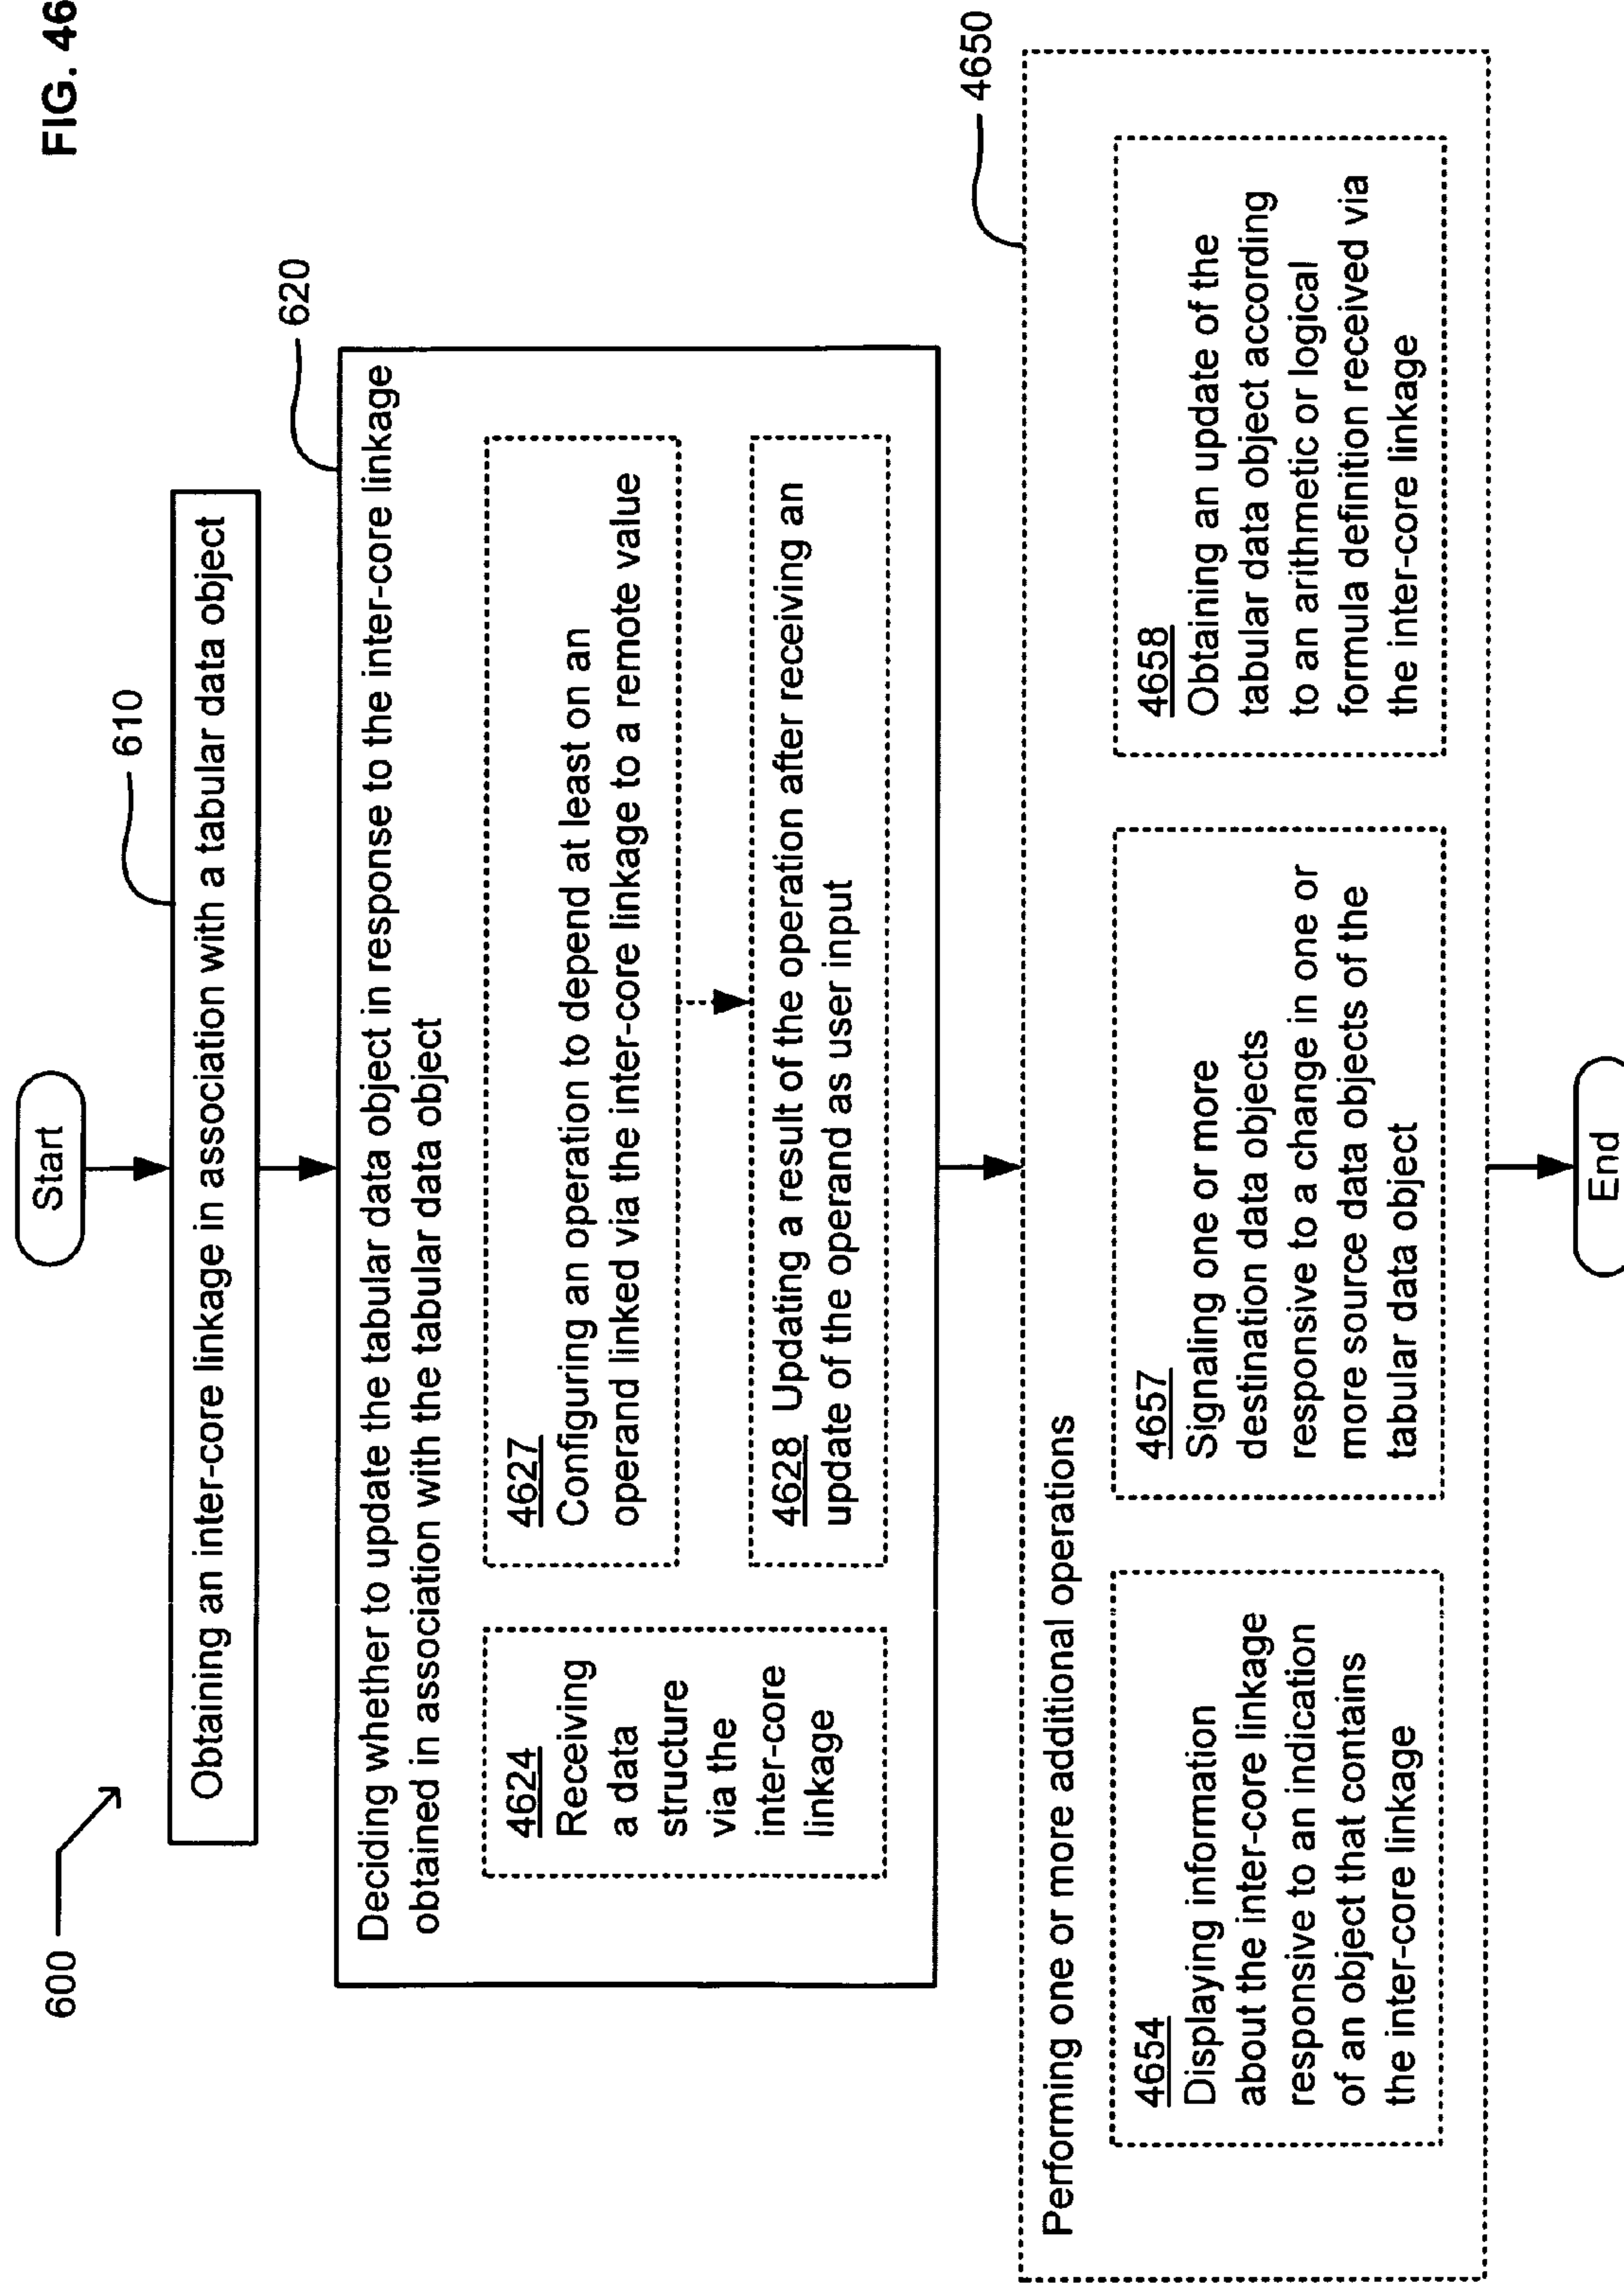 FIG. 46
600
Start
610
Obtaining an inter-core linkage in association with a tabular data object
620
Deciding whether to update the tabular data object in response to the inter-core linkage
obtained in association with the tabular data object
4624
Receiving
a data
structure
via the
inter-core
linkage
4627
Configuring an operation to depend at least on an
operand linked via the inter-core linkage to a remote value
4628 Updating a result of the operation after receiving an
update of the operand as user input
4650
Performing one or more additional operations
4654
Displaying information
about the inter-core linkage
responsive to an indication
of an object that contains
the inter-core linkage
4657
Signaling one or more
destination data objects
responsive to a change in one or
more source data objects of the
tabular data object
4658
Obtaining an update of the
tabular data object according
to an arithmetic or logical
formula definition received via
the inter-core linkage
End